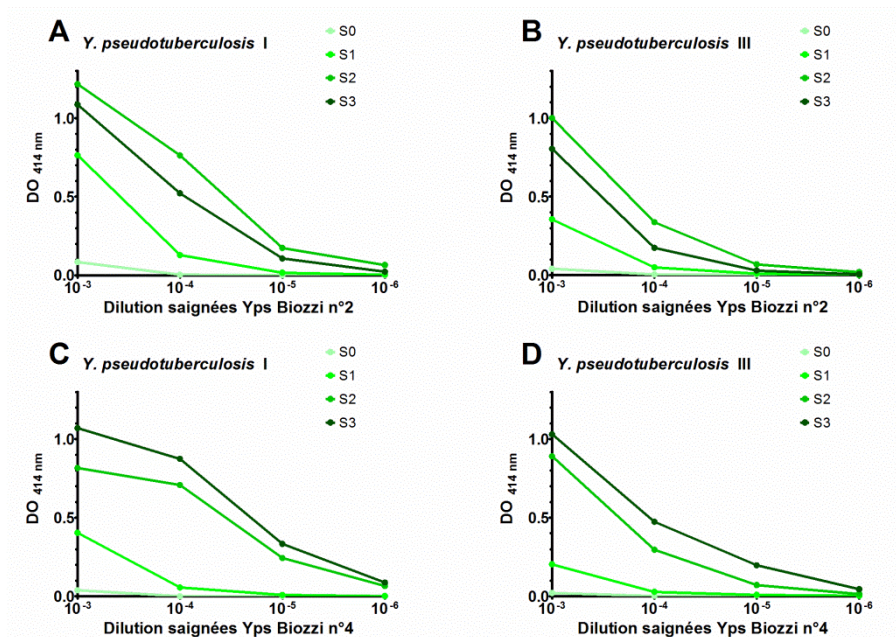 A
Y. pseudotuberculosis I
S0
S1
S2
S3
DO 414 nm
1.0
0.5
0.0
10-3
10-4
10-5
10-6
Dilution saignées Yps Biozzi n°2
B
Y. pseudotuberculosis III
S0
S1
S2
S3
DO 414 nm
1.0
0.5
0.0
10-3
10-4
10-5
10-6
Dilution saignées Yps Biozzi n°2
C
Y. pseudotuberculosis I
S0
S1
S2
S3
DO 414 nm
1.0
0.5
0.0
10-3
10-4
10-5
10-6
Dilution saignées Yps Biozzi n°4
D
Y. pseudotuberculosis III
S0
S1
S2
S3
DO 414 nm
1.0
0.5
0.0
10-3
10-4
10-5
10-6
Dilution saignées Yps Biozzi n°4